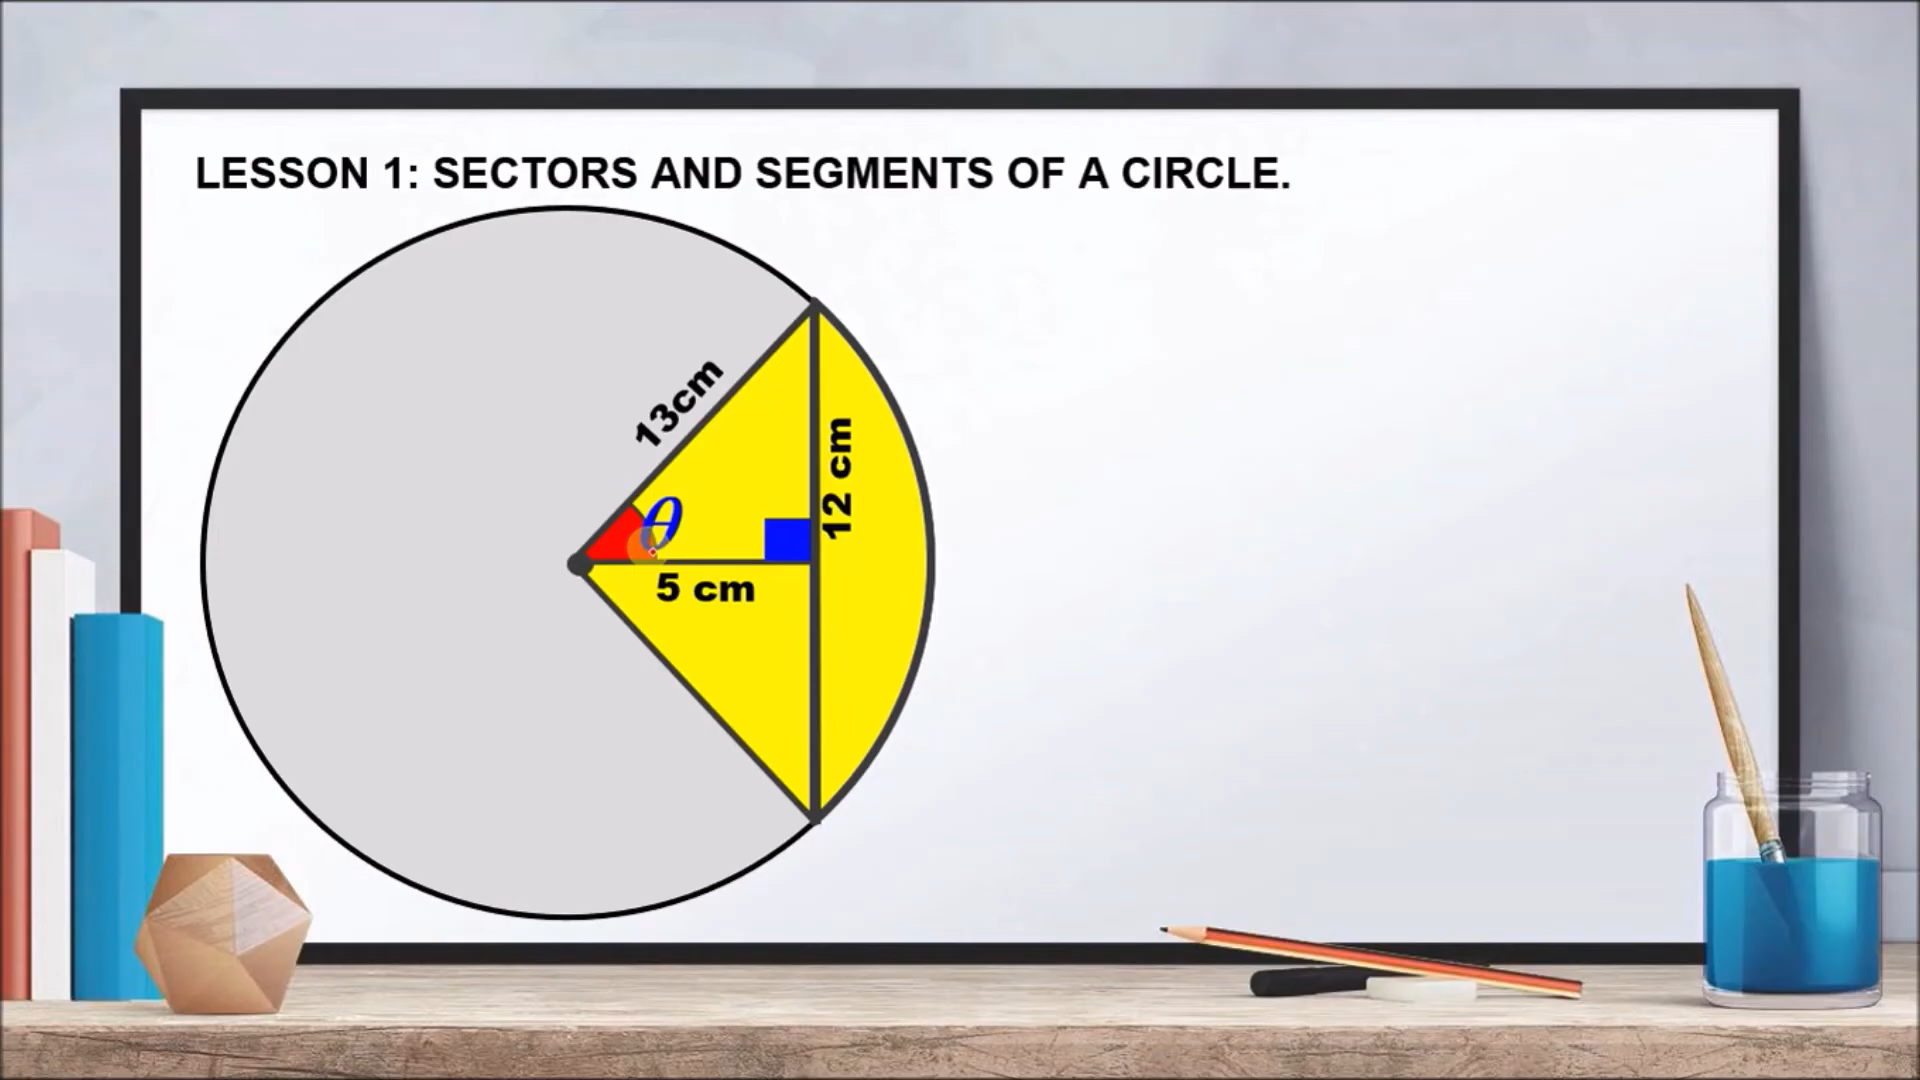 LESSON 1: SECTORS AND SEGMENTS OF A CIRCLE.
13cm
12 cm
θ
5 cm